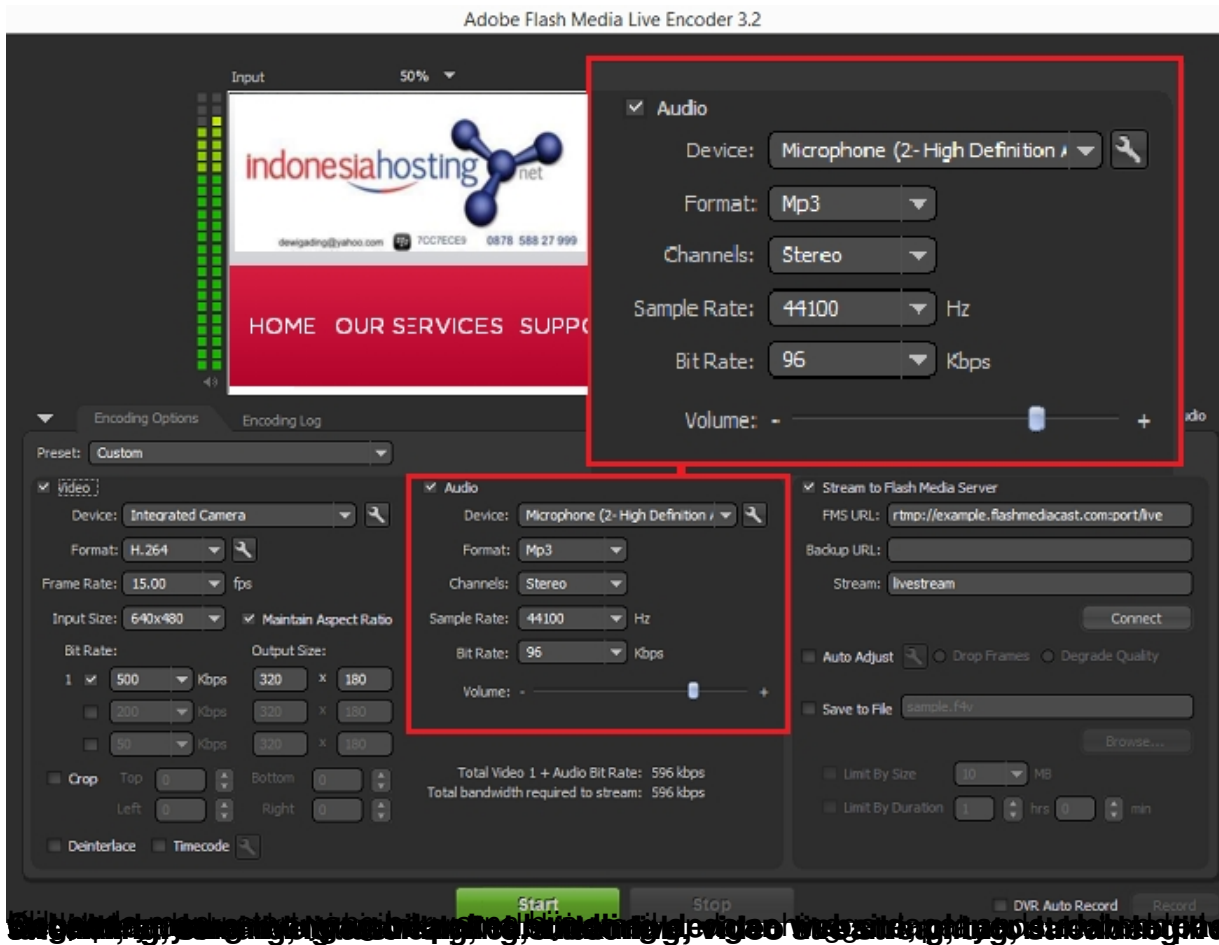 Adobe Flash Media Live Encoder 3.2
Input 50%
indonesiahosting
net
dewigading@yahoo.com 7CC7ECE9 0878 588 27 999
HOME OUR SERVICES SUPPO
Audio
Device: Microphone (2- High Definition A
Format: Mp3
Channels: Stereo
Sample Rate: 44100 Hz
Bit Rate: 96 Kbps
Volume: - +
Encoding Options Encoding Log
udio
Preset: Custom
Video
Device: Integrated Camera
Format: H.264
Frame Rate: 15.00 fps
Input Size: 640x480 Maintain Aspect Ratio
Bit Rate: Output Size:
1 500 Kbps 320 x 180
200 Kbps 320 x 180
50 Kbps 320 x 180
Crop Top 0 Bottom 0
Left 0 Right 0
Deinterlace Timecode
Audio
Device: Microphone (2- High Definition A
Format: Mp3
Channels: Stereo
Sample Rate: 44100 Hz
Bit Rate: 96 Kbps
Volume: - +
Total Video 1 + Audio Bit Rate: 596 kbps
Total bandwidth required to stream: 596 kbps
Stream to Flash Media Server
FMS URL: rtmp://example.flashmediacast.com:port/live
Backup URL:
Stream: livestream
Connect
Auto Adjust Drop Frames Degrade Quality
Save to File sample.f4v
Browse...
Limit By Size 10 MB
Limit By Duration 1 hrs 0 min
Start Stop
DVR Auto Record Record